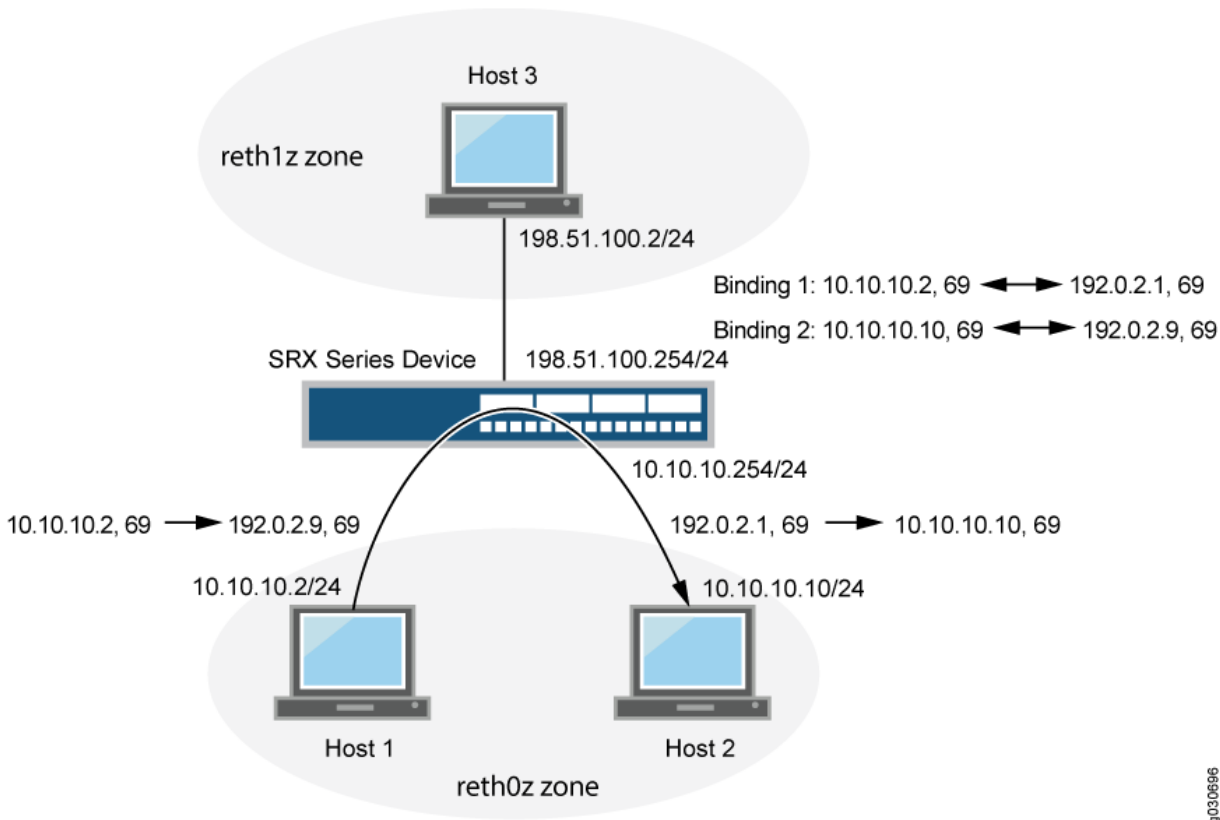 Host 3
reth1z zone
198.51.100.2/24
Binding 1: 10.10.10.2, 69 ↔ 192.0.2.1, 69
Binding 2: 10.10.10.10, 69 ↔ 192.0.2.9, 69
SRX Series Device
198.51.100.254/24
10.10.10.254/24
10.10.10.2, 69 → 192.0.2.9, 69
192.0.2.1, 69 → 10.10.10.10, 69
10.10.10.2/24
10.10.10.10/24
Host 1
Host 2
reth0z zone
g030696